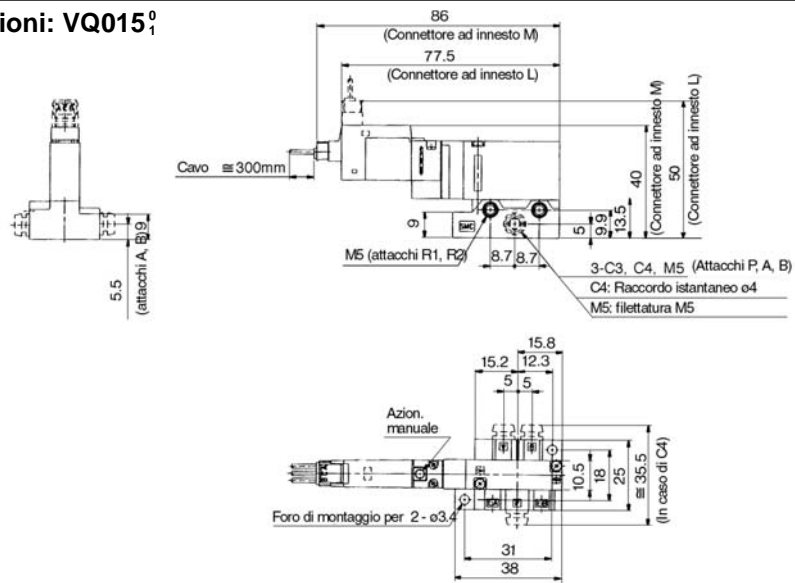 ioni: VQ015⁰₁
86
(Connettore ad innesto M)
77.5
(Connettore ad innesto L)
Cavo ≅300mm
40
(Connettore ad innesto M)
50
(Connettore ad innesto L)
9
SMC
5
9.9
13.5
M5 (attacchi R1, R2)
8.7
8.7
3-C3, C4, M5 (Attacchi P, A, B)
C4: Raccordo istantaneo ø4
M5: filettatura M5
5.5
9
(attacchi A, B)
15.8
15.2
12.3
5
5
Azion.
manuale
10.5
18
25
≅35.5
(In caso di C4)
Foro di montaggio per 2 - ø3.4
31
38